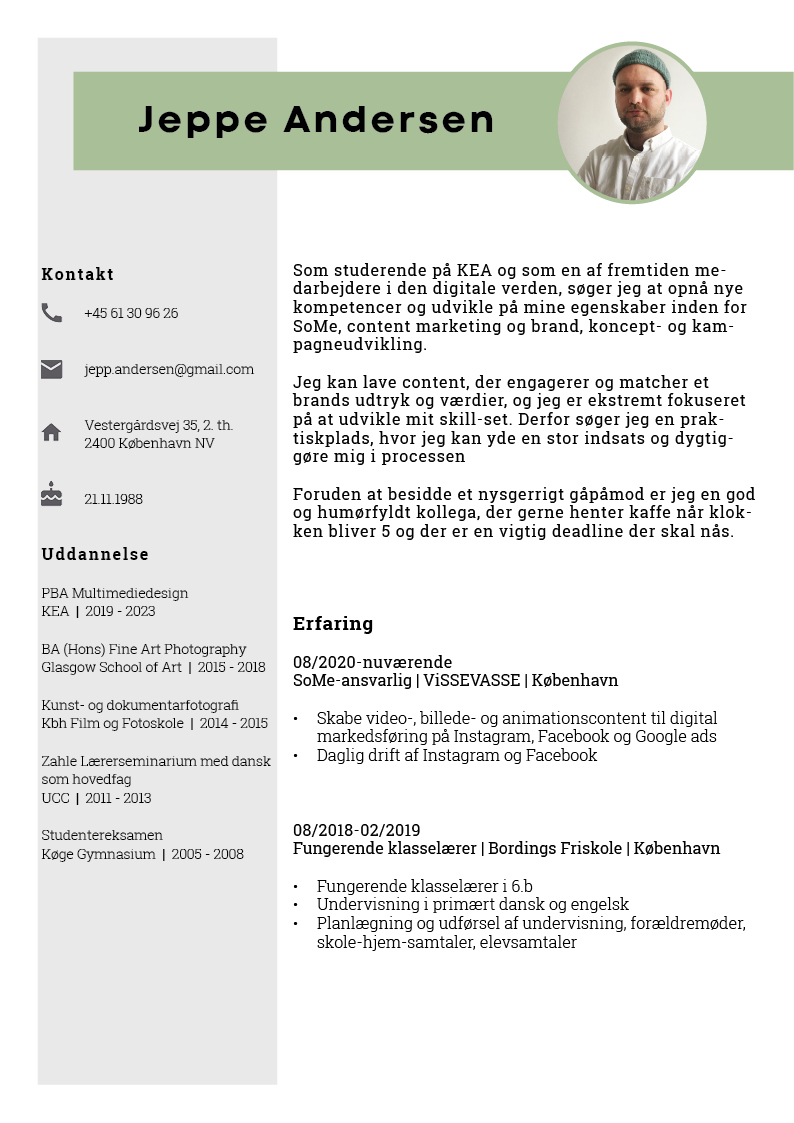 Jeppe Andersen
Kontakt
+45 61 30 96 26
jepp.andersen@gmail.com
Vestergårdsvej 35, 2. th.
2400 København NV
21.11.1988
Uddannelse
PBA Multimediedesign
KEA | 2019 - 2023
BA (Hons) Fine Art Photography
Glasgow School of Art | 2015 - 2018
Kunst- og dokumentarfotografi
Kbh Film og Fotoskole | 2014 - 2015
Zahle Lærerseminarium med dansk
som hovedfag
UCC | 2011 - 2013
Studentereksamen
Køge Gymnasium | 2005 - 2008
Som studerende på KEA og som en af fremtiden me-
darbejdere i den digitale verden, søger jeg at opnå nye
kompetencer og udvikle på mine egenskaber inden for
SoMe, content marketing og brand, koncept- og kam-
pagneudvikling.
Jeg kan lave content, der engagerer og matcher et
brands udtryk og værdier, og jeg er ekstremt fokuseret
på at udvikle mit skill-set. Derfor søger jeg en prak-
tiskplads, hvor jeg kan yde en stor indsats og dygtig-
gøre mig i processen
Foruden at besidde et nysgerrigt gåpåmod er jeg en god
og humørfyldt kollega, der gerne henter kaffe når klok-
ken bliver 5 og der er en vigtig deadline der skal nås.
Erfaring
08/2020-nuværende
SoMe-ansvarlig | ViSSEVASSE | København
• Skabe video-, billede- og animationscontent til digital
markedsføring på Instagram, Facebook og Google ads
• Daglig drift af Instagram og Facebook
08/2018-02/2019
Fungerende klasselærer | Bordings Friskole | København
• Fungerende klasselærer i 6.b
• Undervisning i primært dansk og engelsk
• Planlægning og udførsel af undervisning, forældremøder,
skole-hjem-samtaler, elevsamtaler